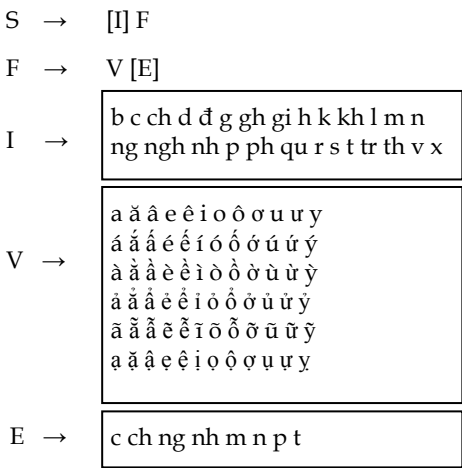 S → [I] F
F → V [E]
I → b c ch d đ g gh gi h k kh l m n
ng ngh nh p ph qu r s t tr th v x
V → a ă â e ê i o ô ơ u ư y
á ắ ấ é ế í ó ố ớ ú ứ ý
à ằ ầ è ề ì ò ồ ờ ù ừ ỳ
ả ẳ ẩ ẻ ể ỉ ỏ ổ ở ủ ử ỷ
ã ẵ ẫ ẽ ễ ĩ õ ỗ ỡ ũ ữ ỹ
ạ ặ ậ ẹ ệ ị ọ ộ ợ ụ ự ỵ
E → c ch ng nh m n p t